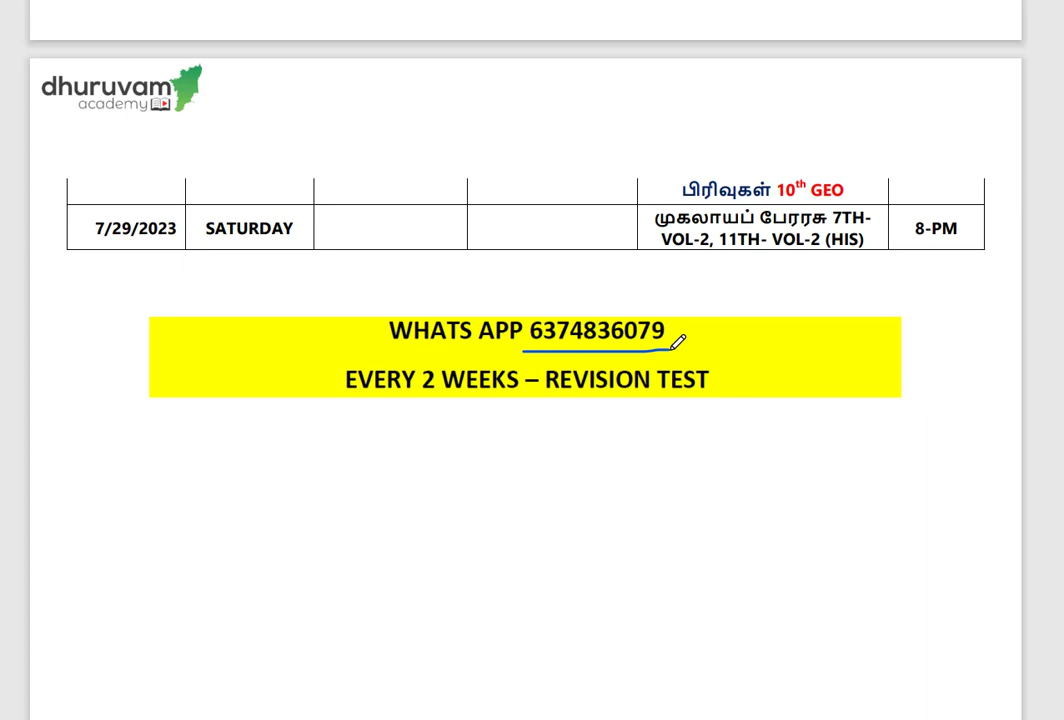 dhuruvam
academy
பிரிவுகள் 10th GEO
7/29/2023 SATURDAY முகலாயப் பேரரசு 7TH- 8-PM
VOL-2, 11TH- VOL-2 (HIS)
WHATS APP 6374836079
EVERY 2 WEEKS – REVISION TEST